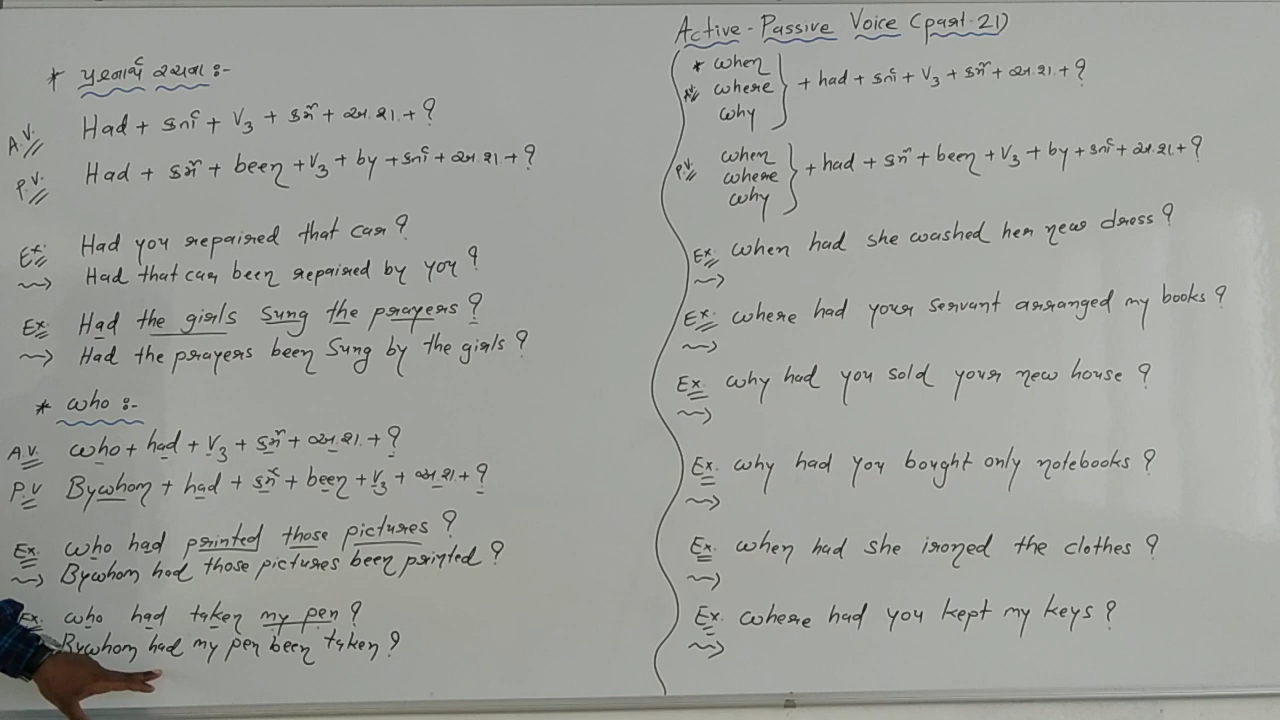 * પ્રશ્નાર્થ રચના :-
A.V. Had + કર્તા + V3 + કર્મ + અ.શ. + ?
P.V. Had + કર્મ + been + V3 + by + કર્તા + અ.શ + ?
Ex: Had you repaired that car ?
~> Had that car been repaired by you ?
Ex: Had the girls sung the prayers ?
~> Had the prayers been Sung by the girls ?
* who :-
A.V. who + had + V3 + કર્મ + અ.શ. + ?
P.V Bywhom + had + કર્મ + been + V3 + અ.શ. + ?
Ex. who had printed those pictures ?
~> Bywhom had those pictures been printed ?
Ex. who had taken my pen ?
Bywhom had my pen been taken ?
Active - Passive Voice (part-21)
* when
where
why
} + had + કર્તા + V3 + કર્મ + અ.શ. + ?
P.V. when
where
why
} + had + કર્મ + been + V3 + by + કર્તા + અ.શ + ?
Ex. when had she washed her new dress ?
~>
Ex: where had your servant arranged my books ?
~>
Ex. why had you sold your new house ?
~>
Ex. why had you bought only notebooks ?
~>
Ex. when had she ironed the clothes ?
~>
Ex. where had you kept my keys ?
~>